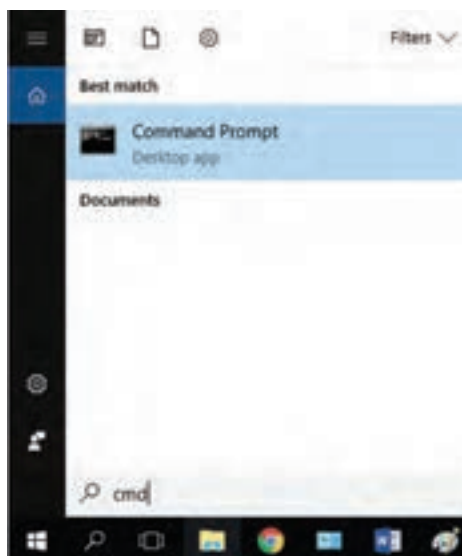 Filters
Best match
Command Prompt
Desktop app
Documents
cmd